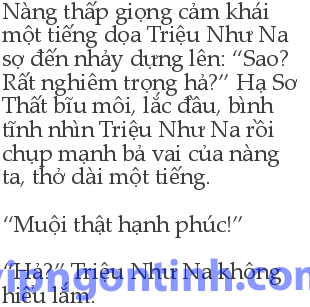 Nàng thấp giọng cảm khái
một tiếng dọa Triệu Như Na
sợ đến nhảy dựng lên: “Sao?
Rất nghiêm trọng hả?” Hạ Sơ
Thất bĩu môi, lắc đầu, bình
tĩnh nhìn Triệu Như Na rồi
chụp mạnh bả vai của nàng
ta, thở dài một tiếng.
“Muội thật hạnh phúc!”
“Hả?” Triệu Như Na không
hiểu lắm.